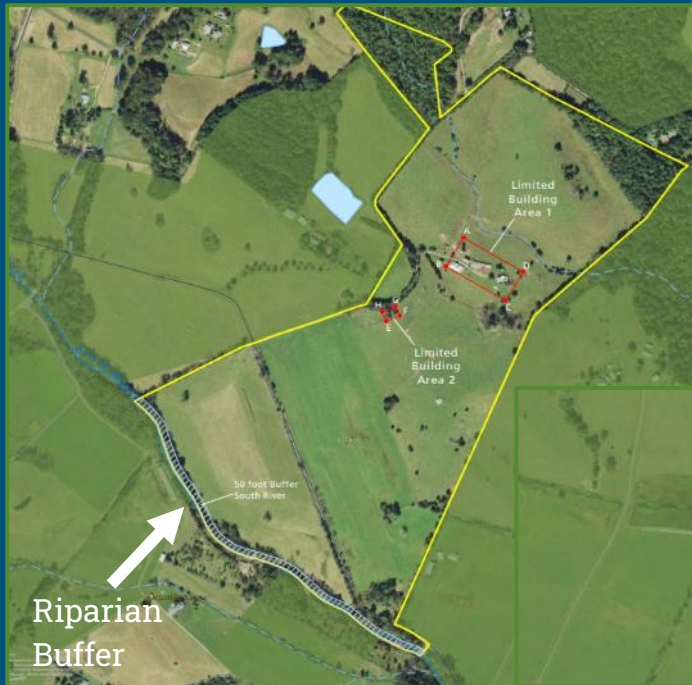 Limited
Building
Area 1
A
B
D
C
H
G
F
E
Limited
Building
Area 2
50 foot Buffer
South River
Riparian
Buffer